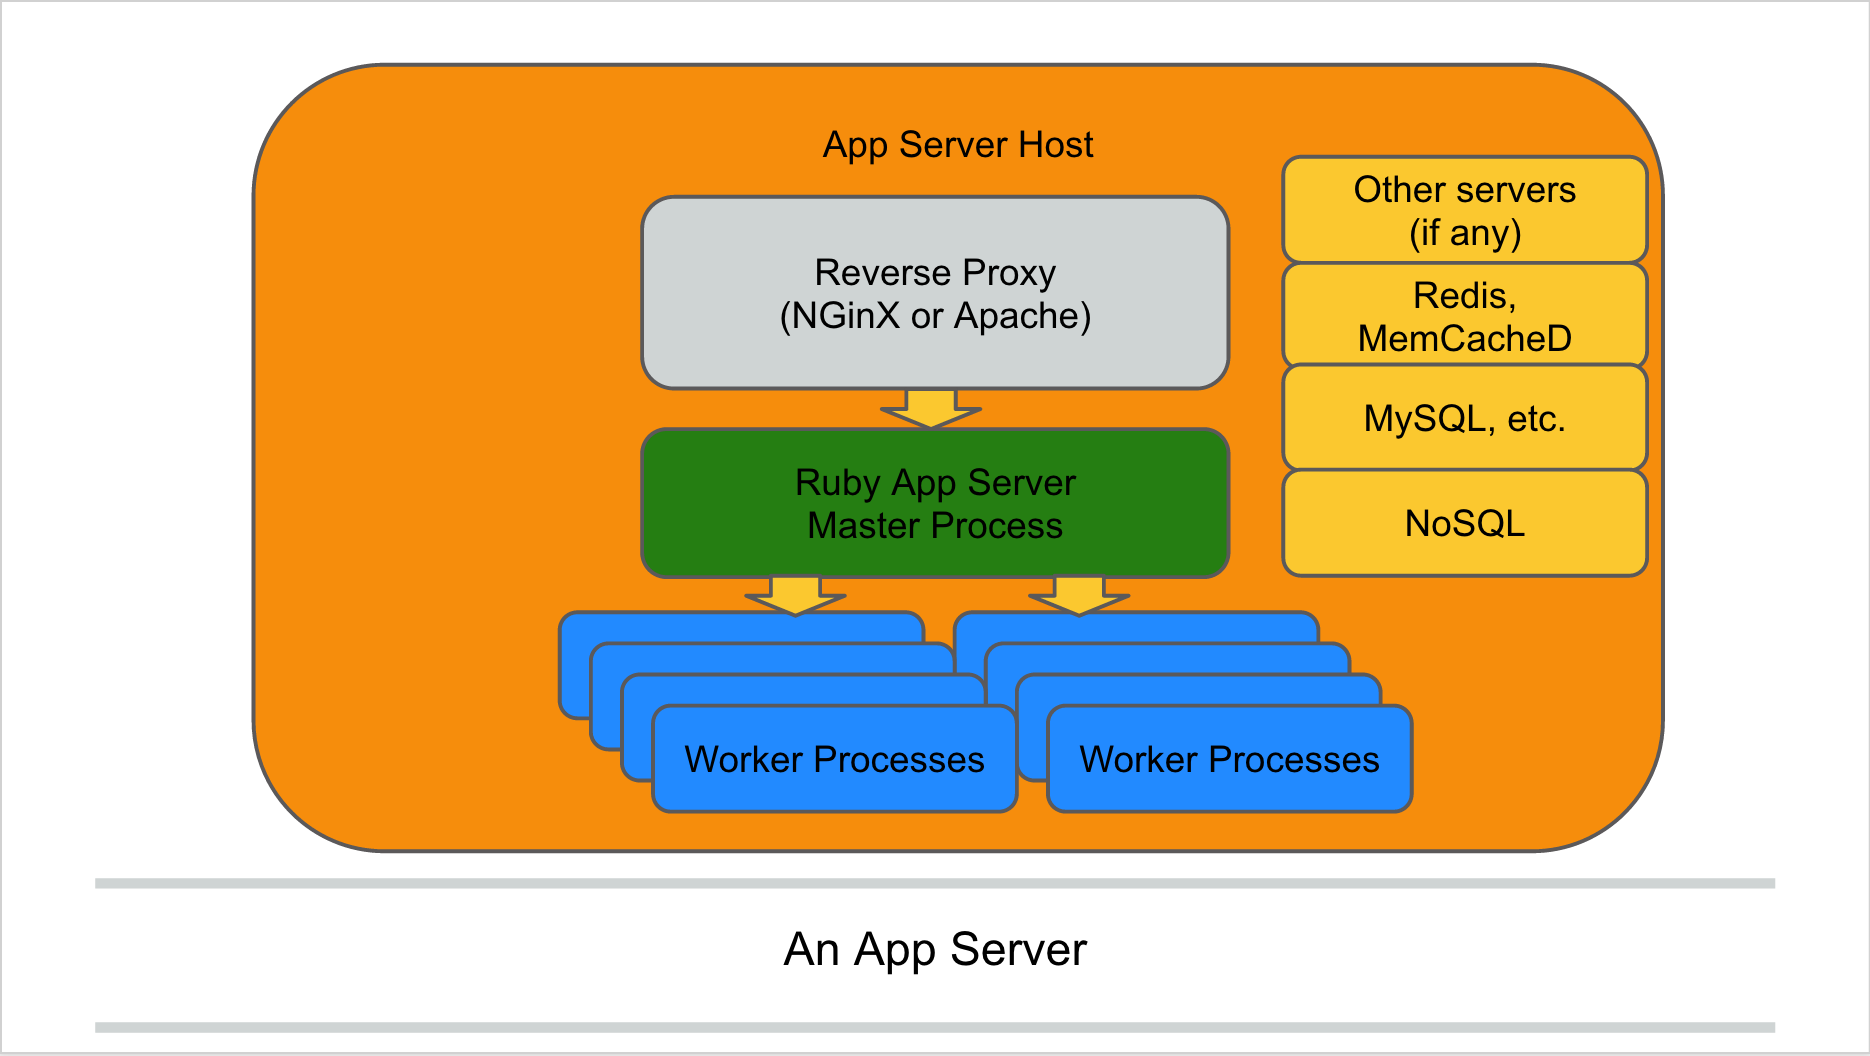 App Server Host
Reverse Proxy
(NGinX or Apache)
Ruby App Server
Master Process
Worker Processes
Worker Processes
Other servers
(if any)
Redis,
MemCacheD
MySQL, etc.
NoSQL
An App Server